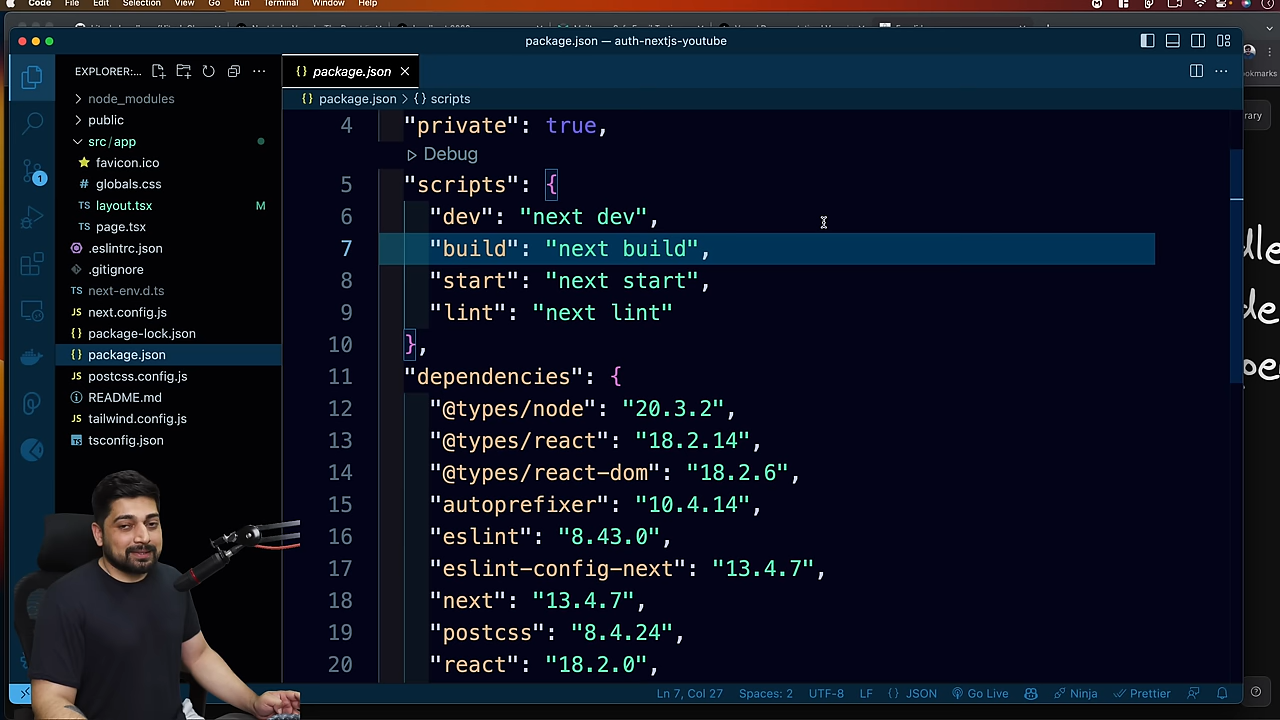 Code File Edit Selection View Go Run Terminal Window Help
package.json — auth-nextjs-youtube
EXPLORER:...
package.json
node_modules
public
src/app
favicon.ico
globals.css
layout.tsx M
page.tsx
.eslintrc.json
.gitignore
next-env.d.ts
next.config.js
package-lock.json
package.json
postcss.config.js
README.md
tailwind.config.js
tsconfig.json
1
package.json > {} scripts
4 "private": true,
Debug
5 "scripts": {
6 "dev": "next dev",
7 "build": "next build",
8 "start": "next start",
9 "lint": "next lint"
10 },
11 "dependencies": {
12 "@types/node": "20.3.2",
13 "@types/react": "18.2.14",
14 "@types/react-dom": "18.2.6",
15 "autoprefixer": "10.4.14",
16 "eslint": "8.43.0",
17 "eslint-config-next": "13.4.7",
18 "next": "13.4.7",
19 "postcss": "8.4.24",
20 "react": "18.2.0",
Ln 7, Col 27 Spaces: 2 UTF-8 LF {} JSON Go Live Ninja Prettier